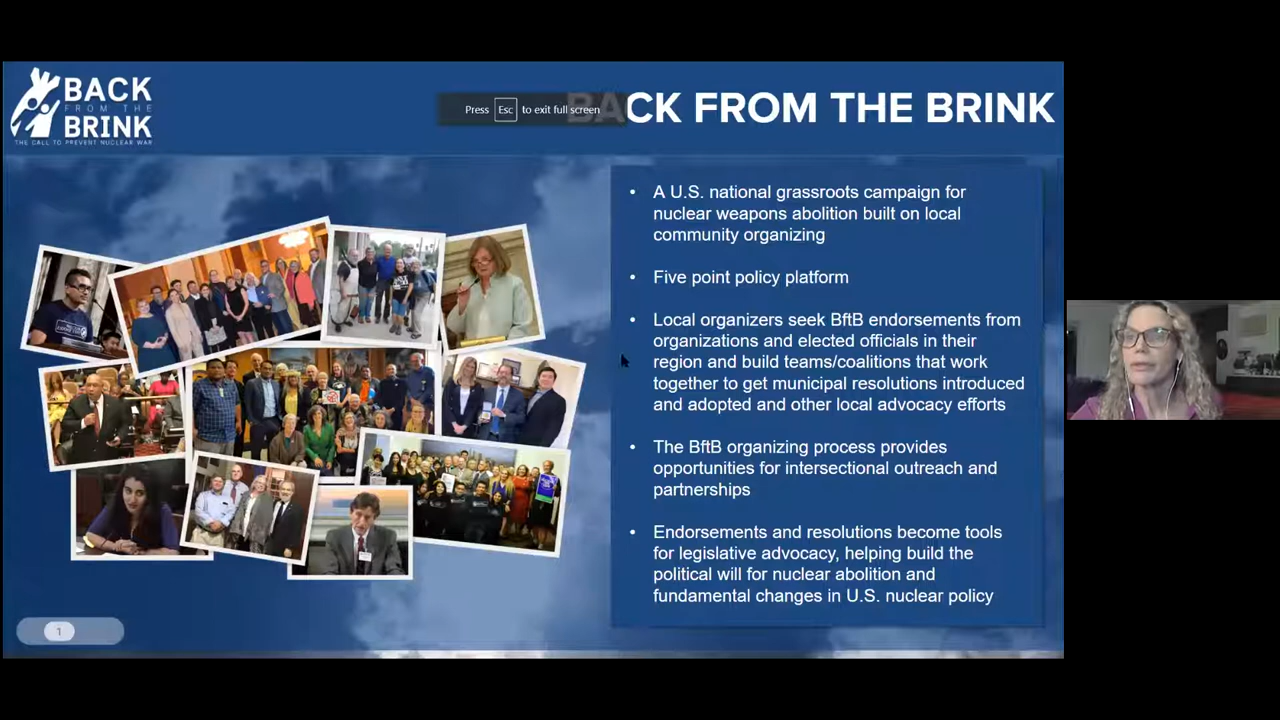 BACK
FROM THE
BRINK
THE CALL TO PREVENT NUCLEAR WAR
Press Esc to exit full screen
BACK FROM THE BRINK
• A U.S. national grassroots campaign for
nuclear weapons abolition built on local
community organizing
• Five point policy platform
• Local organizers seek BftB endorsements from
organizations and elected officials in their
region and build teams/coalitions that work
together to get municipal resolutions introduced
and adopted and other local advocacy efforts
• The BftB organizing process provides
opportunities for intersectional outreach and
partnerships
• Endorsements and resolutions become tools
for legislative advocacy, helping build the
political will for nuclear abolition and
fundamental changes in U.S. nuclear policy
1